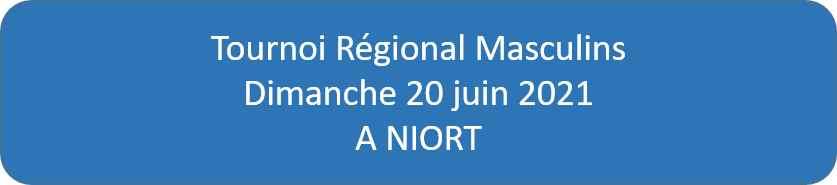 Tournoi Régional Masculins
Dimanche 20 juin 2021
A NIORT